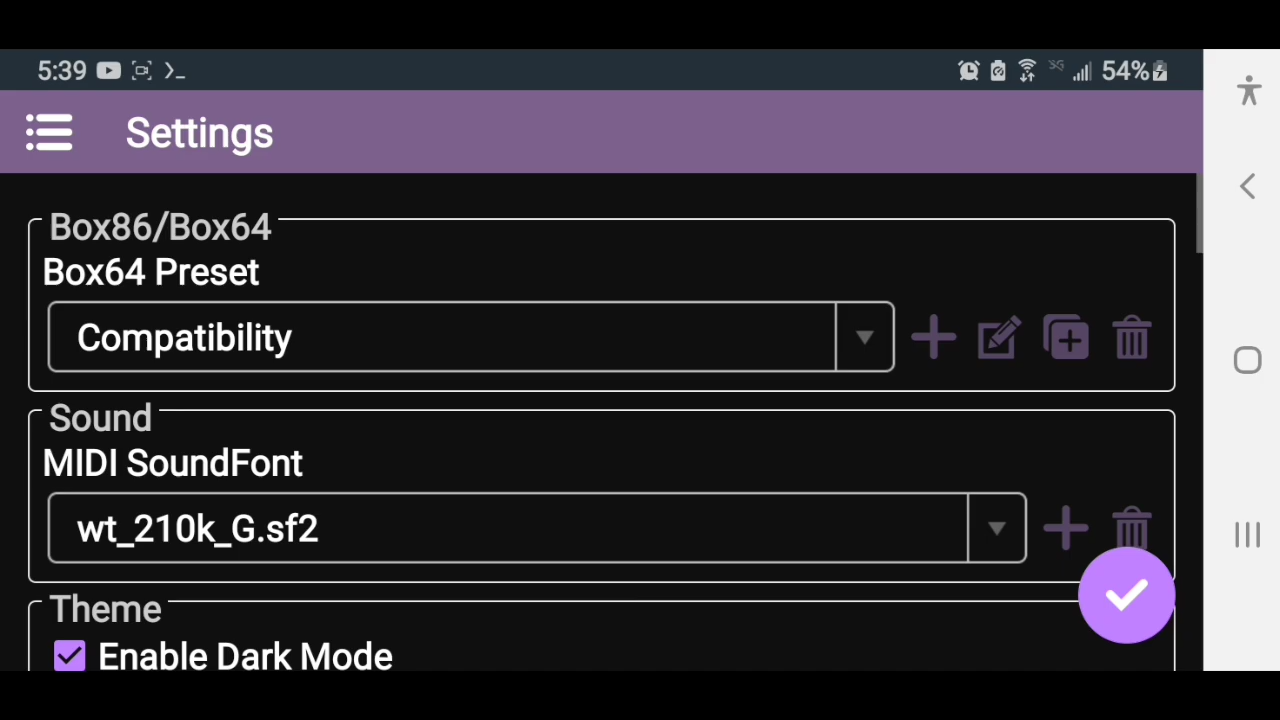 5:39 54%
Settings
Box86/Box64
Box64 Preset
Compatibility
Sound
MIDI SoundFont
wt_210k_G.sf2
Theme
Enable Dark Mode